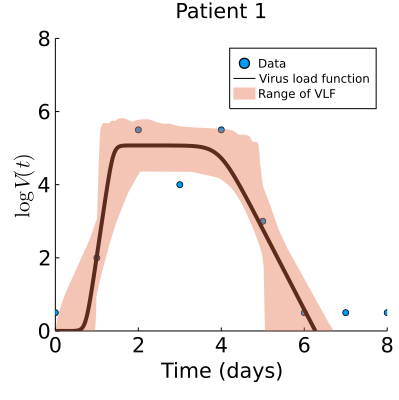 Patient 1
8
6
4
2
0
log V(t)
Data
Virus load function
Range of VLF
0 2 4 6 8
Time (days)